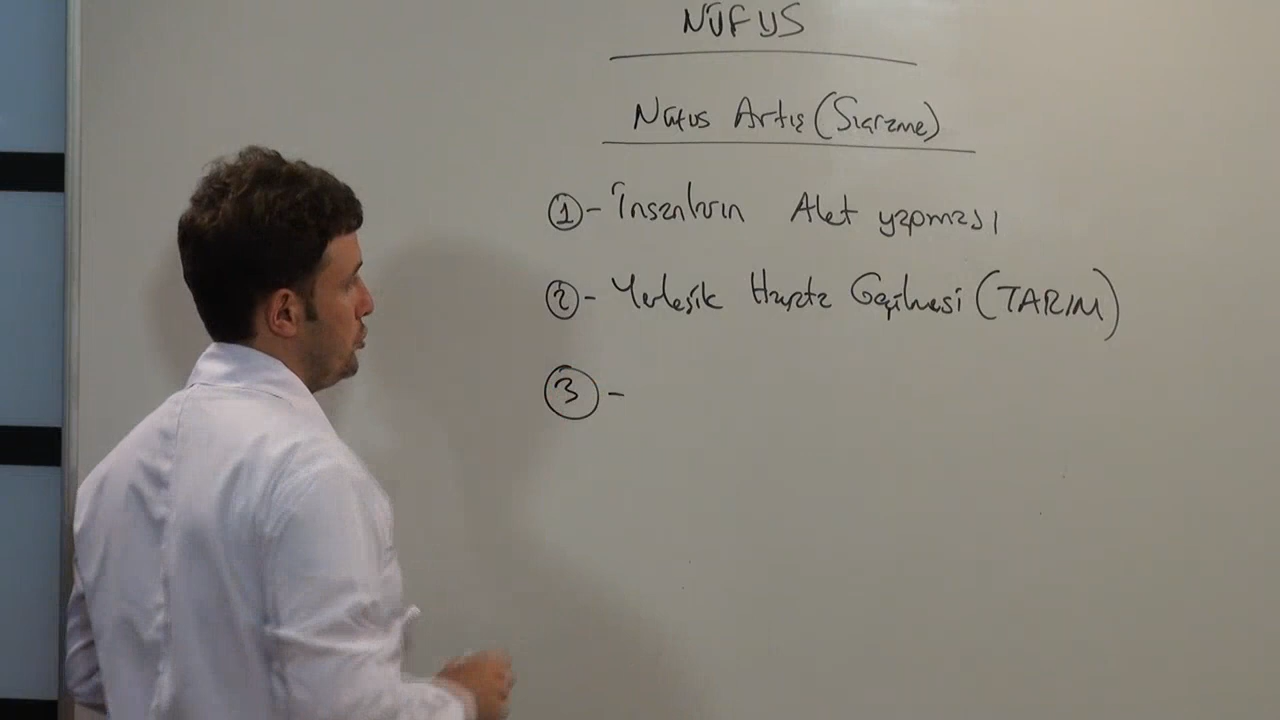 NÜFUS
Nüfus Artış (Sıçrama)
1 - İnsanların Alet yapması
2 - Yerleşik Hayata Geçilmesi (TARIM)
3 -